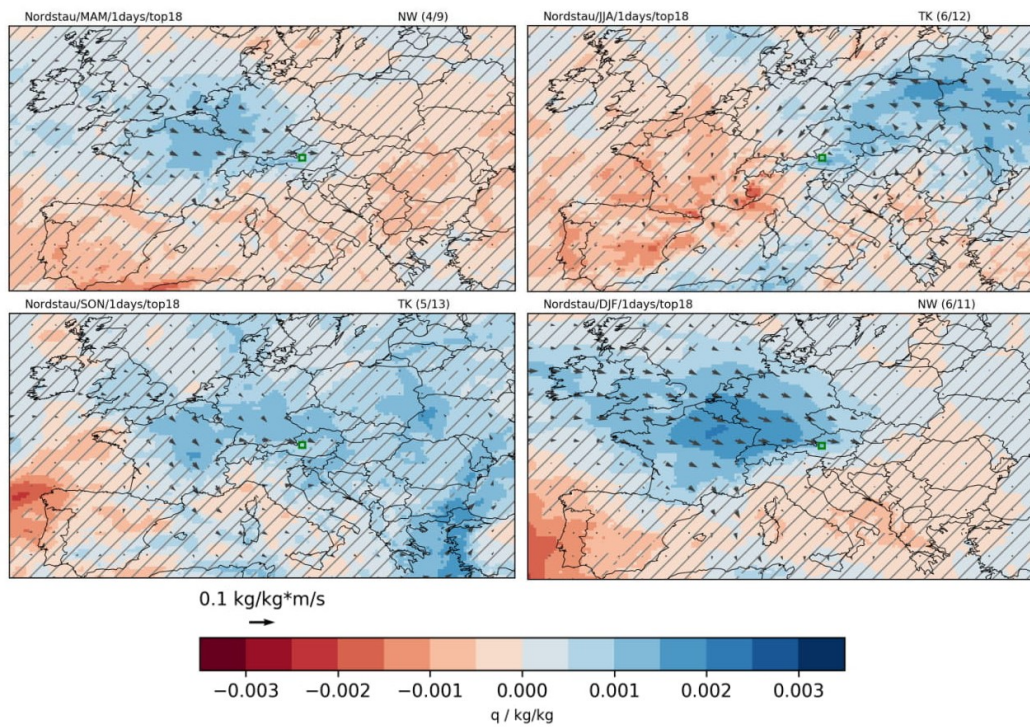 Nordstau/MAM/1days/top18 NW (4/9)
Nordstau/JJA/1days/top18 TK (6/12)
Nordstau/SON/1days/top18 TK (5/13)
Nordstau/DJF/1days/top18 NW (6/11)
0.1 kg/kg*m/s
−0.003 −0.002 −0.001 0.000 0.001 0.002 0.003
q / kg/kg